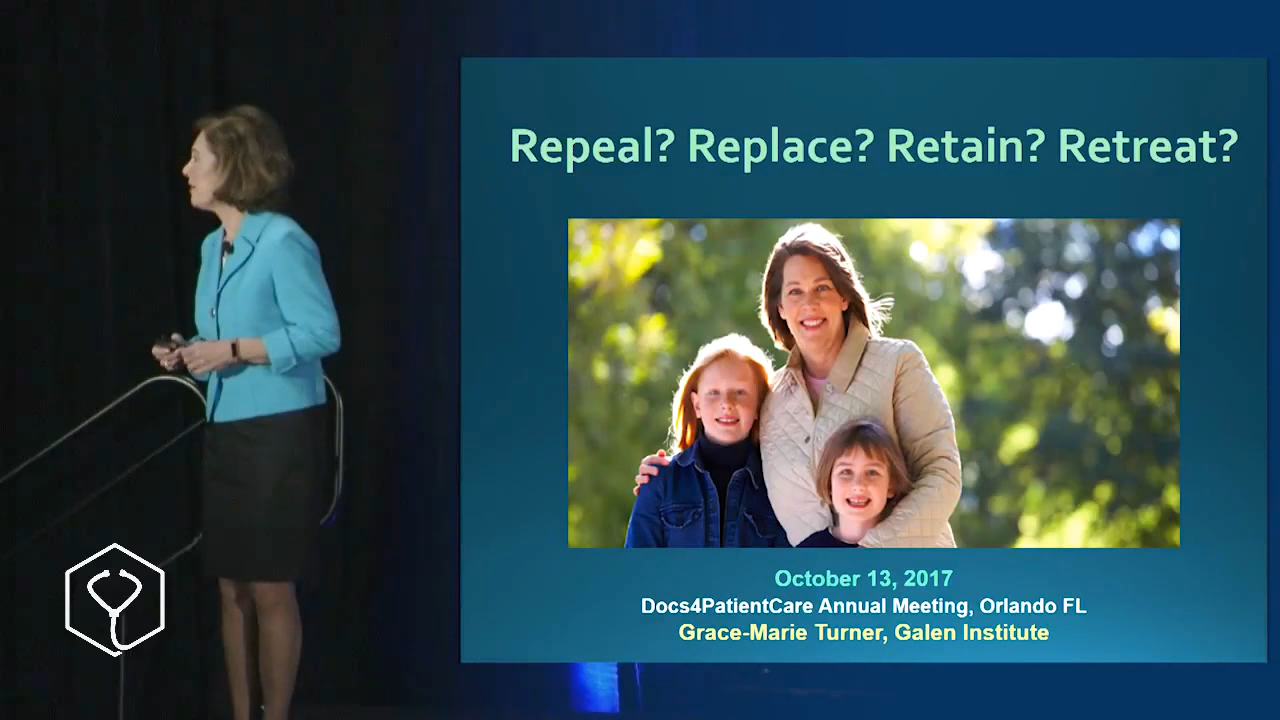 Repeal? Replace? Retain? Retreat?
October 13, 2017
Docs4PatientCare Annual Meeting, Orlando FL
Grace-Marie Turner, Galen Institute